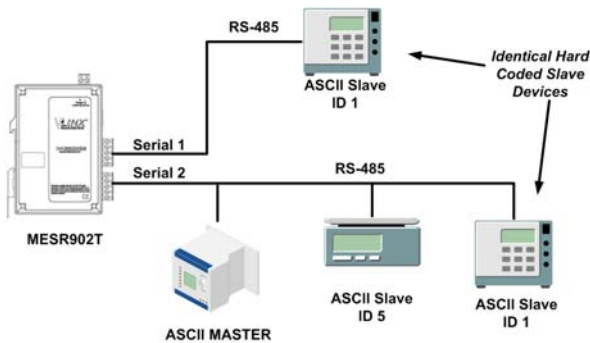 RS-485
Identical Hard
Coded Slave
Devices
ASCII Slave
ID 1
VLINX
Serial 1
Serial 2
RS-485
MESR902T
ASCII MASTER
ASCII Slave
ID 5
ASCII Slave
ID 1